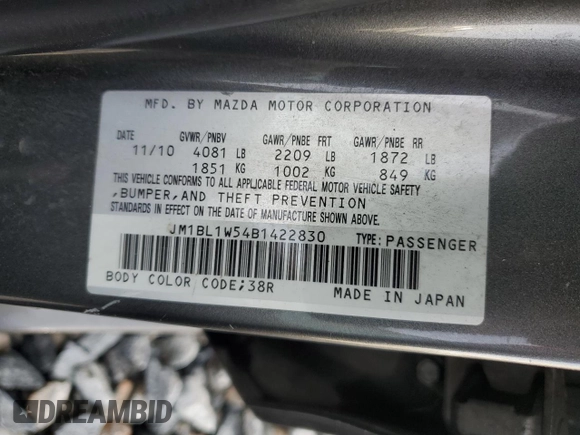 MFD. BY MAZDA MOTOR CORPORATION
DATE GVWR/PNBV GAWR/PNBE FRT GAWR/PNBE RR
11/10 4081 LB 2209 LB 1872 LB
1851 KG 1002 KG 849 KG
THIS VEHICLE CONFORMS TO ALL APPLICABLE FEDERAL MOTOR VEHICLE SAFETY
,BUMPER,AND THEFT PREVENTION
STANDARDS IN EFFECT ON THE DATE OF MANUFACTURE SHOWN ABOVE.
JM1BL1W54B1422830 TYPE:PASSENGER
BODY COLOR CODE;38R MADE IN JAPAN
DREAMBID